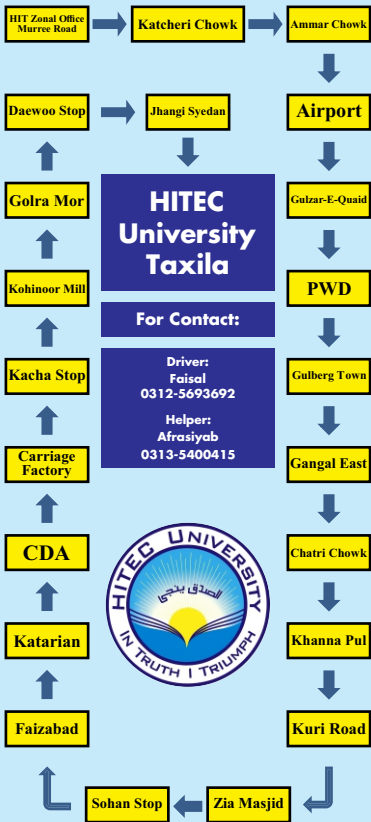 HIT Zonal Office
Murree Road
Katcheri Chowk
Ammar Chowk
Airport
Gulzar-E-Quaid
PWD
Gulberg Town
Gangal East
Chatri Chowk
Khanna Pul
Kuri Road
Zia Masjid
Sohan Stop
Faizabad
Katarian
CDA
Carriage
Factory
Kacha Stop
Kohinoor Mill
Golra Mor
Daewoo Stop
Jhangi Syedan
HITEC
University
Taxila
For Contact:
Driver:
Faisal
0312-5693692
Helper:
Afrasiyab
0313-5400415
HITEC UNIVERSITY
الصدق ينجي
IN TRUTH I TRIUMPH